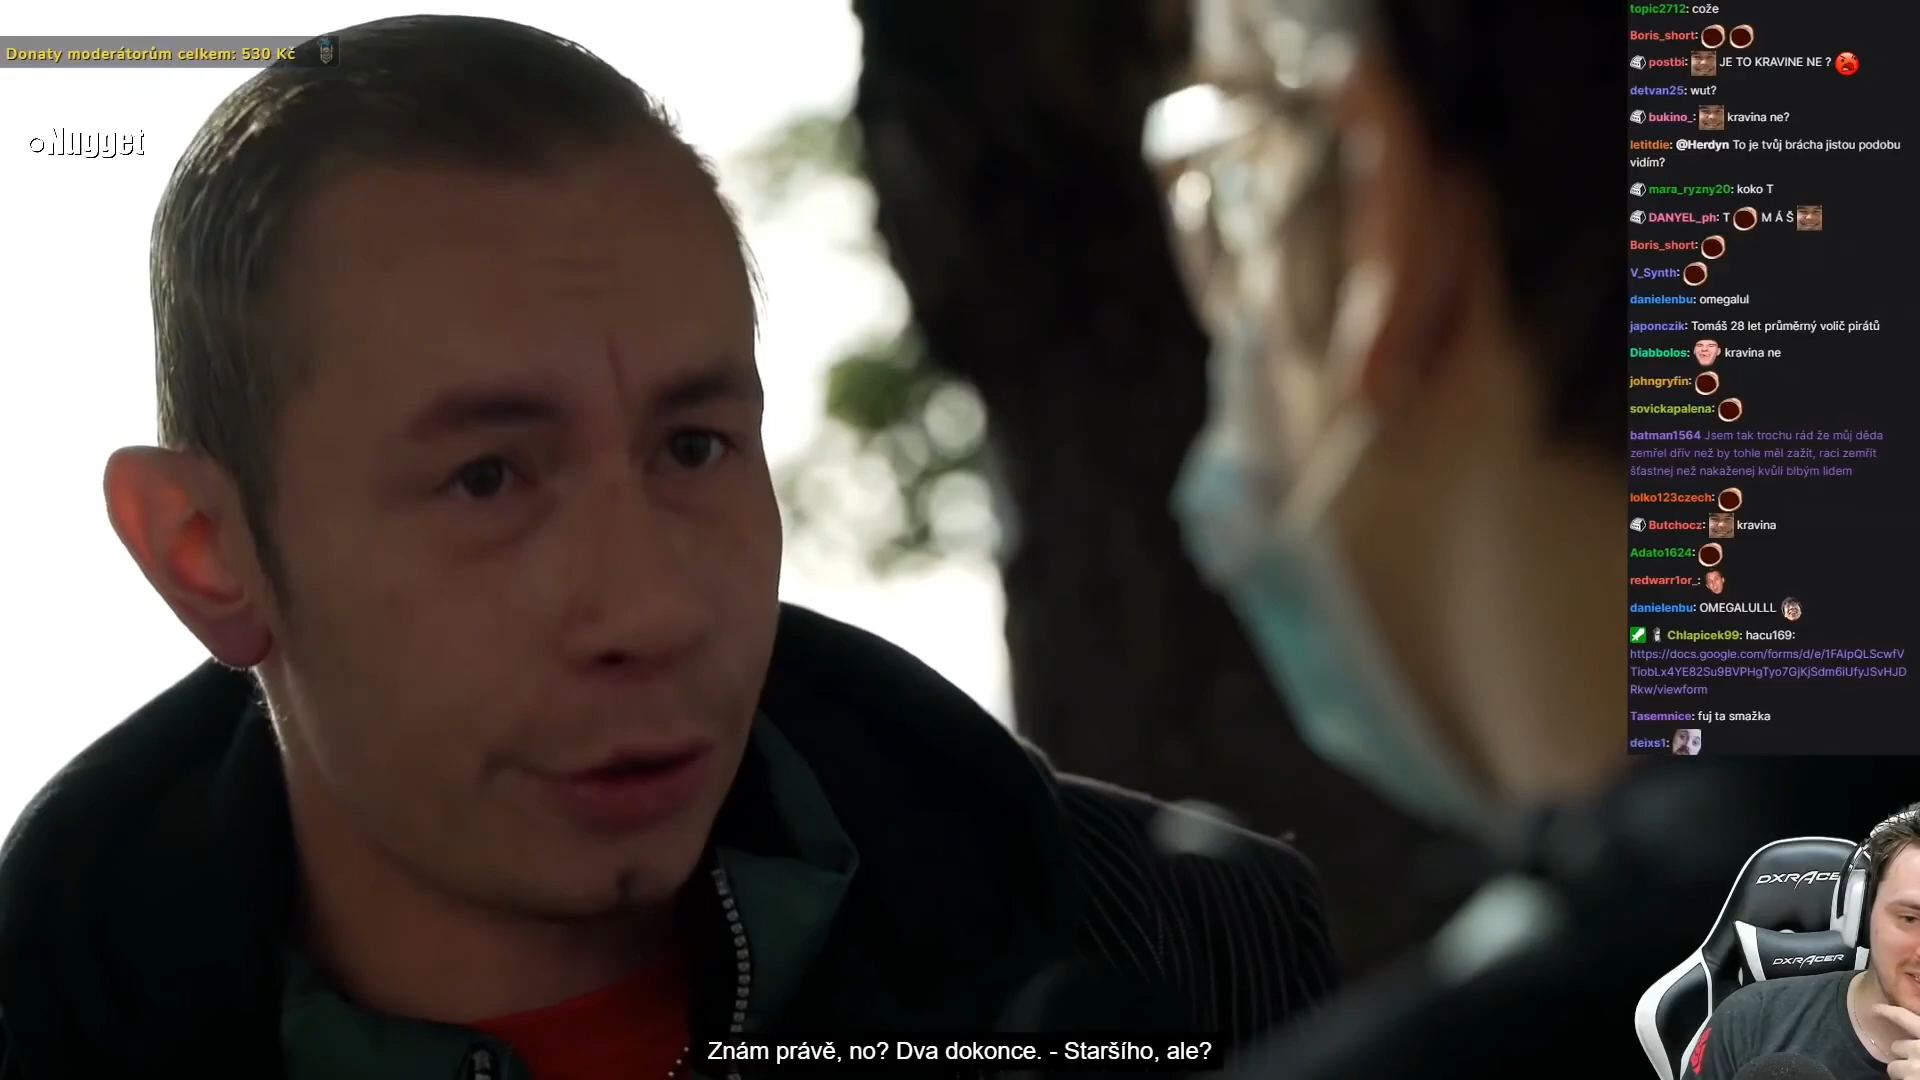 Donaty moderátorům celkem: 530 Kč
Nugget
topic2712: cože
Boris_short:
postbi: JE TO KRAVINE NE ?
detvan25: wut?
bukino_: kravina ne?
letitdie: @Herdyn To je tvůj brácha jistou podobu
vidím?
mara_ryzny20: koko T
DANYEL_ph: T M Á Š
Boris_short:
V_Synth:
danielenbu: omegalul
japonczik: Tomáš 28 let průměrný volič pirátů
Diabbolos: kravina ne
johngryfin:
sovickapalena:
batman1564 Jsem tak trochu rád že můj děda
zemřel dřív než by tohle měl zažít, raci zemřít
šťastnej než nakaženej kvůli blbým lidem
lolko123czech:
Butchocz: kravina
Adato1624:
redwarr1or_:
danielenbu: OMEGALULLL
Chlapicek99: hacu169:
https://docs.google.com/forms/d/e/1FAIpQLScwfV
TiobLx4YE82Su9BVPHgTyo7GjKjSdm6iUfyJSvHJD
Rkw/viewform
Tasemnice: fuj ta smažka
deixs1:
DXRACER
DXRACER
Znám právě, no? Dva dokonce. - Staršího, ale?